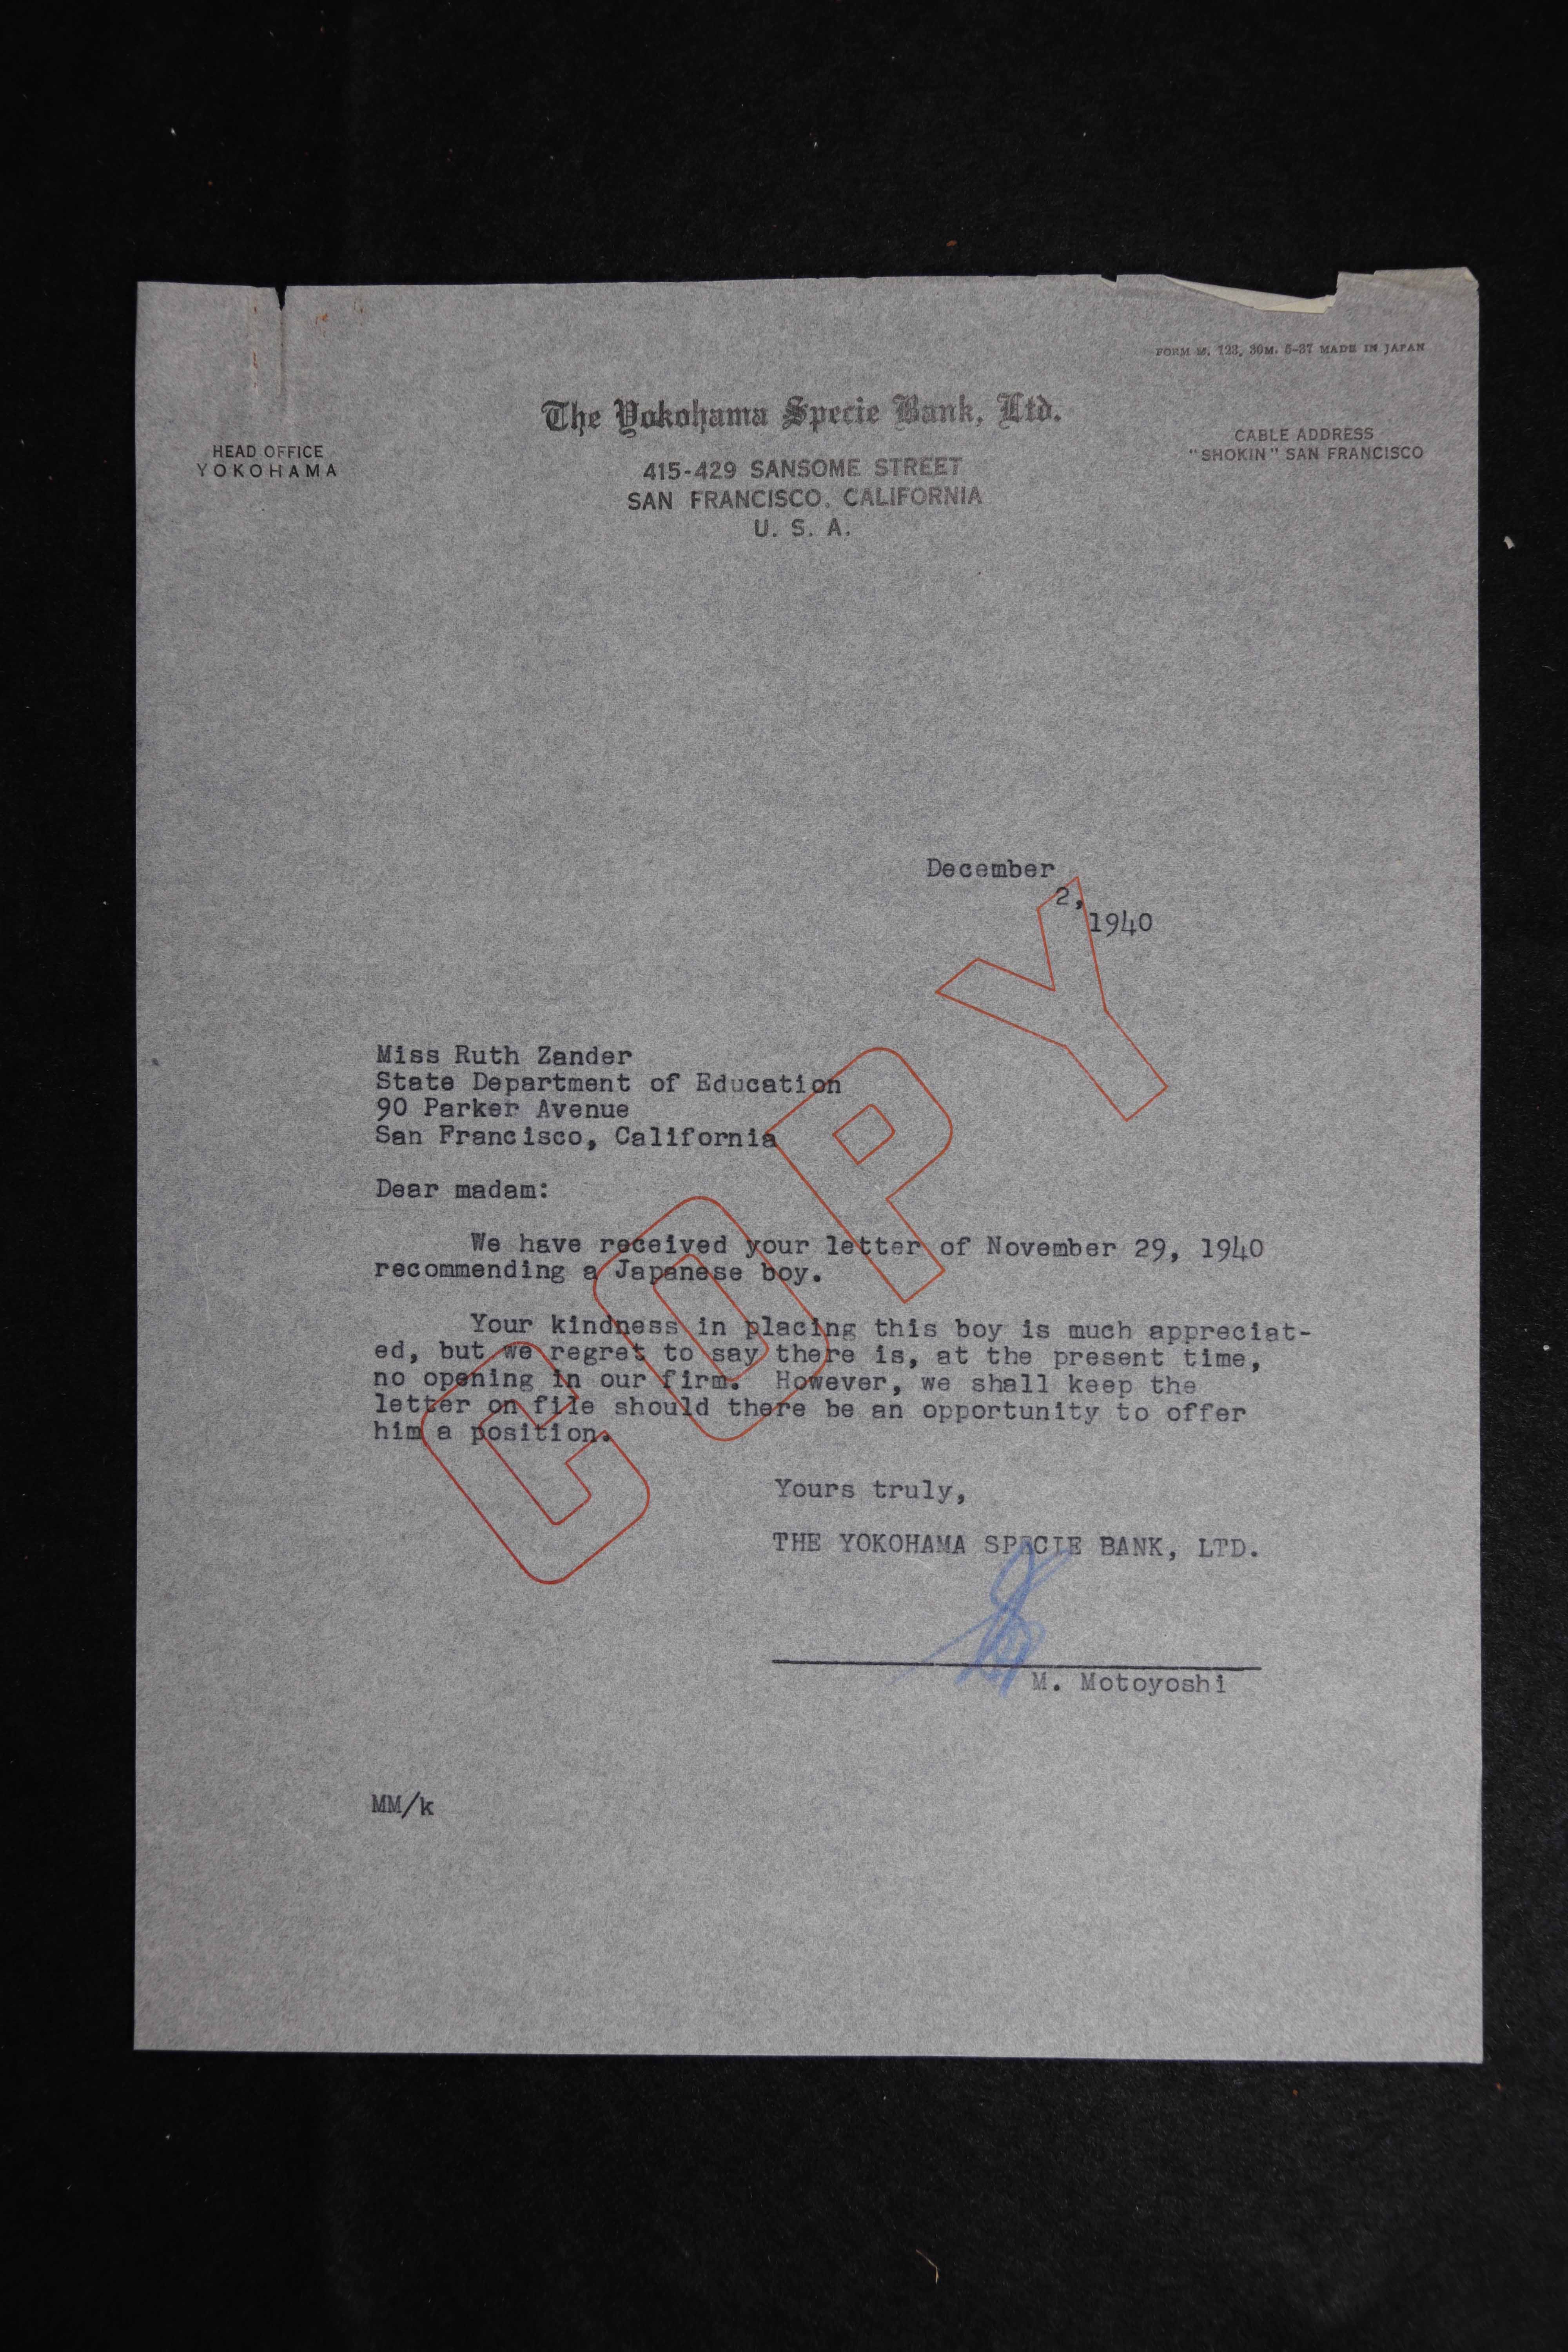 FORM M. 123, 30M. 5-37 MADE IN JAPAN
The Yokohama Specie Bank, Ltd.
HEAD OFFICE
YOKOHAMA
CABLE ADDRESS
"SHOKIN" SAN FRANCISCO
415-429 SANSOME STREET
SAN FRANCISCO, CALIFORNIA
U. S. A.
December
2,
1940
Miss Ruth Zander
State Department of Education
90 Parker Avenue
San Francisco, California
Dear madam:
We have received your letter of November 29, 1940
recommending a Japanese boy.
Your kindness in placing this boy is much appreciat-
ed, but we regret to say there is, at the present time,
no opening in our firm. However, we shall keep the
letter on file should there be an opportunity to offer
him a position.
COPY
Yours truly,
THE YOKOHAMA SPECIE BANK, LTD.
M. Motoyoshi
MM/k